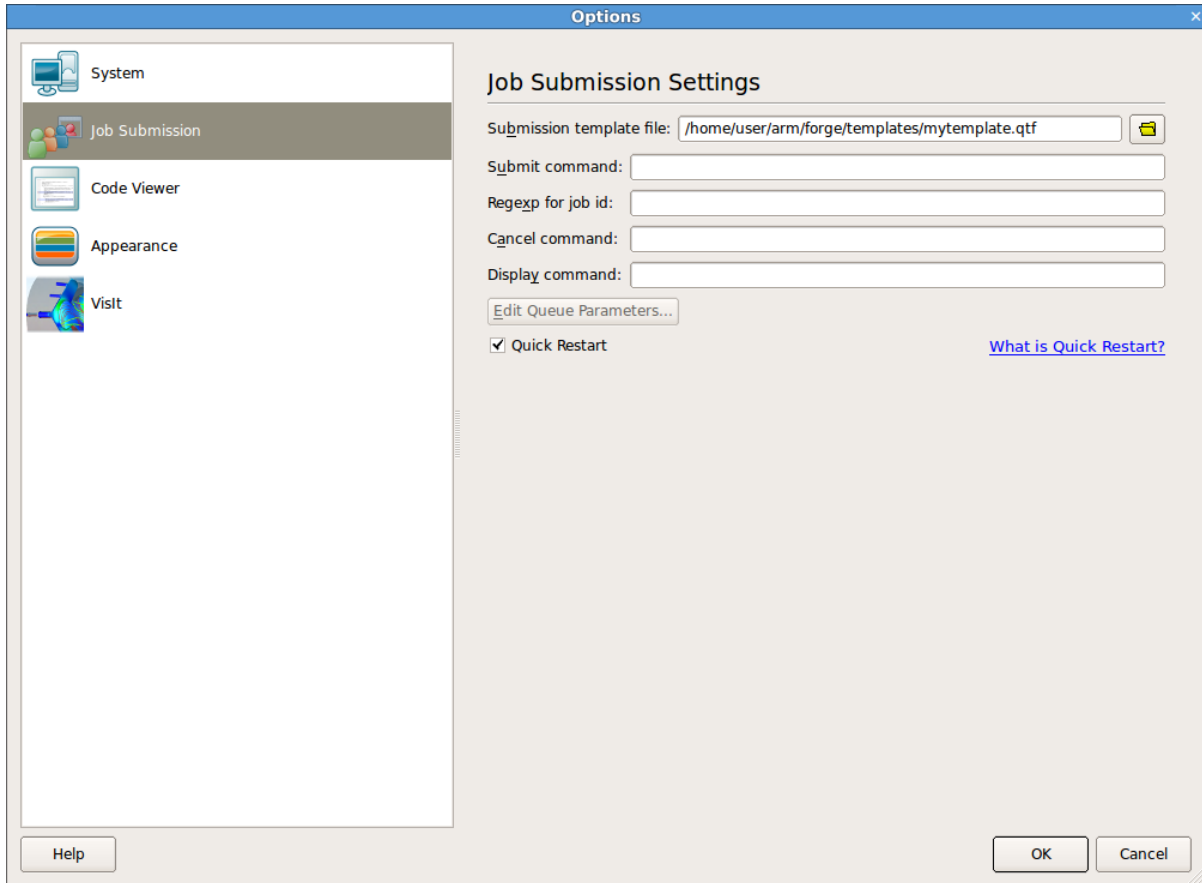 Options
System
Job Submission
Code Viewer
Appearance
VisIt
Job Submission Settings
Submission template file: /home/user/arm/forge/templates/mytemplate.qtf
Submit command:
Regexp for job id:
Cancel command:
Display command:
Edit Queue Parameters...
Quick Restart What is Quick Restart?
Help OK Cancel